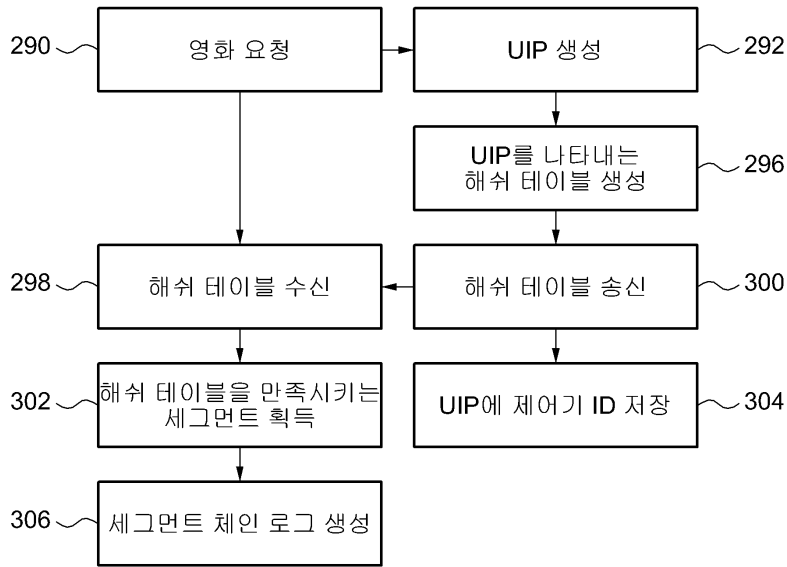 290
영화 요청
UIP 생성
292
UIP를 나타내는
해쉬 테이블 생성
296
298
해쉬 테이블 수신
해쉬 테이블 송신
300
302
해쉬 테이블을 만족시키는
세그먼트 획득
UIP에 제어기 ID 저장
304
306
세그먼트 체인 로그 생성